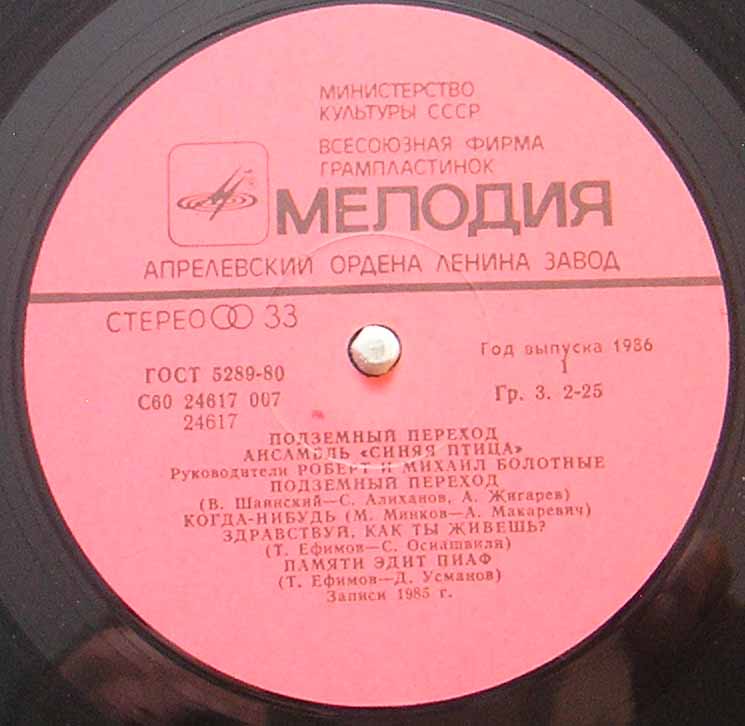 МИНИСТЕРСТВО
КУЛЬТУРЫ СССР
ВСЕСОЮЗНАЯ ФИРМА
ГРАМПЛАСТИНОК
МЕЛОДИЯ
АПРЕЛЕВСКИЙ ОРДЕНА ЛЕНИНА ЗАВОД
СТЕРЕО 33
ГОСТ 5289-80
С60 24617 007
24617
Год выпуска 1986
1
Гр. 3. 2-25
ПОДЗЕМНЫЙ ПЕРЕХОД
АНСАМБЛЬ «СИНЯЯ ПТИЦА»
Руководители РОБЕРТ И МИХАИЛ БОЛОТНЫЕ
ПОДЗЕМНЫЙ ПЕРЕХОД
(В. Шаинский—С. Алиханов, А. Жигарев)
КОГДА-НИБУДЬ (М. Минков—А. Макаревич)
ЗДРАВСТВУЙ, КАК ТЫ ЖИВЕШЬ?
(Т. Ефимов—С. Осиашвили)
ПАМЯТИ ЭДИТ ПИАФ
(Т. Ефимов—Д. Усманов)
Записи 1985 г.